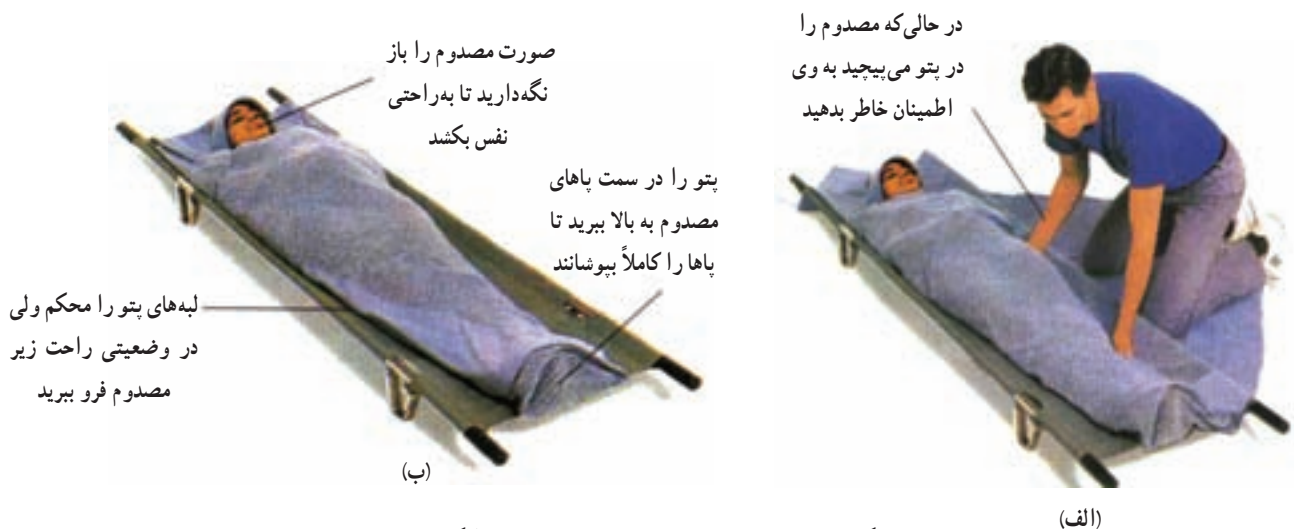 در حالی‌که مصدوم را
در پتو می‌پیچید به وی
اطمینان خاطر بدهید
(الف)
صورت مصدوم را باز
نگه‌دارید تا به‌راحتی
نفس بکشد
پتو را در سمت پاهای
مصدوم به بالا ببرید تا
پاها را کاملاً بپوشانند
لبه‌های پتو را محکم ولی
در وضعیتی راحت زیر
مصدوم فرو ببرید
(ب)